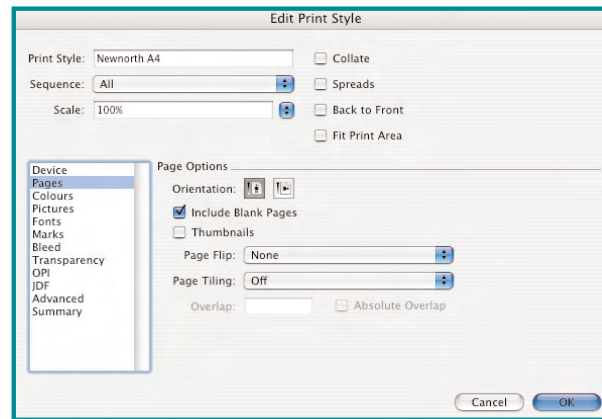 Edit Print Style
Print Style: Newnorth A4
Collate
Sequence: All
Spreads
Scale: 100%
Back to Front
Fit Print Area
Device
Pages
Colours
Pictures
Fonts
Marks
Bleed
Transparency
OPI
JDF
Advanced
Summary
Page Options
Orientation:
Include Blank Pages
Thumbnails
Page Flip: None
Page Tiling: Off
Overlap:
Absolute Overlap
Cancel
OK